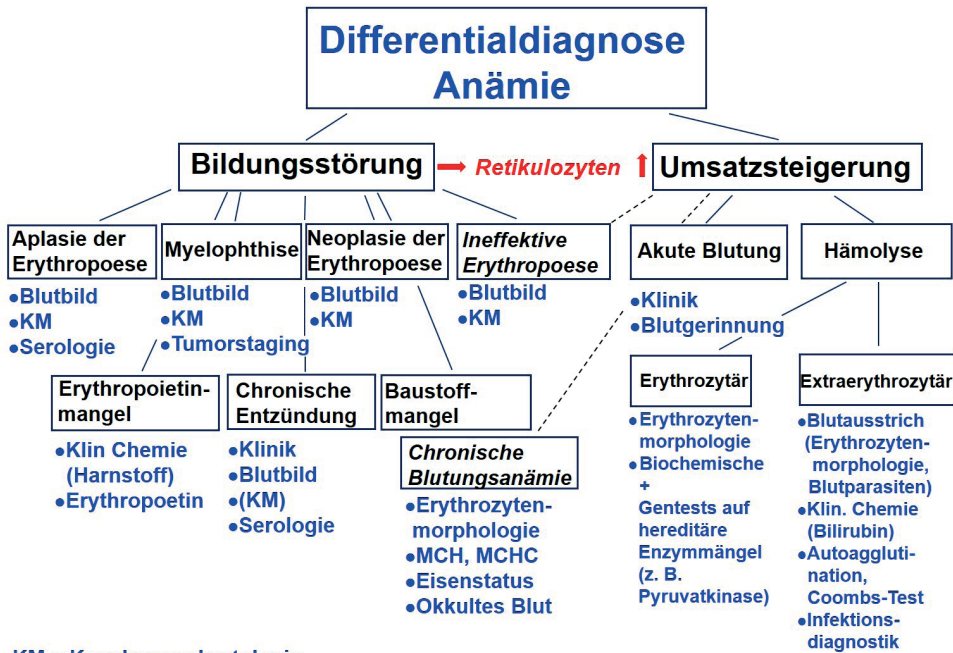 Differentialdiagnose
Anämie
Bildungsstörung
Retikulozyten
Umsatzsteigerung
Aplasie der
Erythropoese
●Blutbild
●KM
●Serologie
Myelophthise
●Blutbild
●KM
●Tumorstaging
Neoplasie der
Erythropoese
●Blutbild
●KM
Ineffektive
Erythropoese
●Blutbild
●KM
Akute Blutung
●Klinik
●Blutgerinnung
Hämolyse
Erythropoietin-
mangel
●Klin Chemie
(Harnstoff)
●Erythropoetin
Chronische
Entzündung
●Klinik
●Blutbild
●(KM)
●Serologie
Baustoff-
mangel
Chronische
Blutungsanämie
●Erythrozyten-
morphologie
●MCH, MCHC
●Eisenstatus
●Okkultes Blut
Erythrozytär
●Erythrozyten-
morphologie
●Biochemische
+
Gentests auf
hereditäre
Enzymmängel
(z. B.
Pyruvatkinase)
Extraerythrozytär
●Blutausstrich
(Erythrozyten-
morphologie,
Blutparasiten)
●Klin. Chemie
(Bilirubin)
●Autoaggluti-
nation,
Coombs-Test
●Infektions-
diagnostik